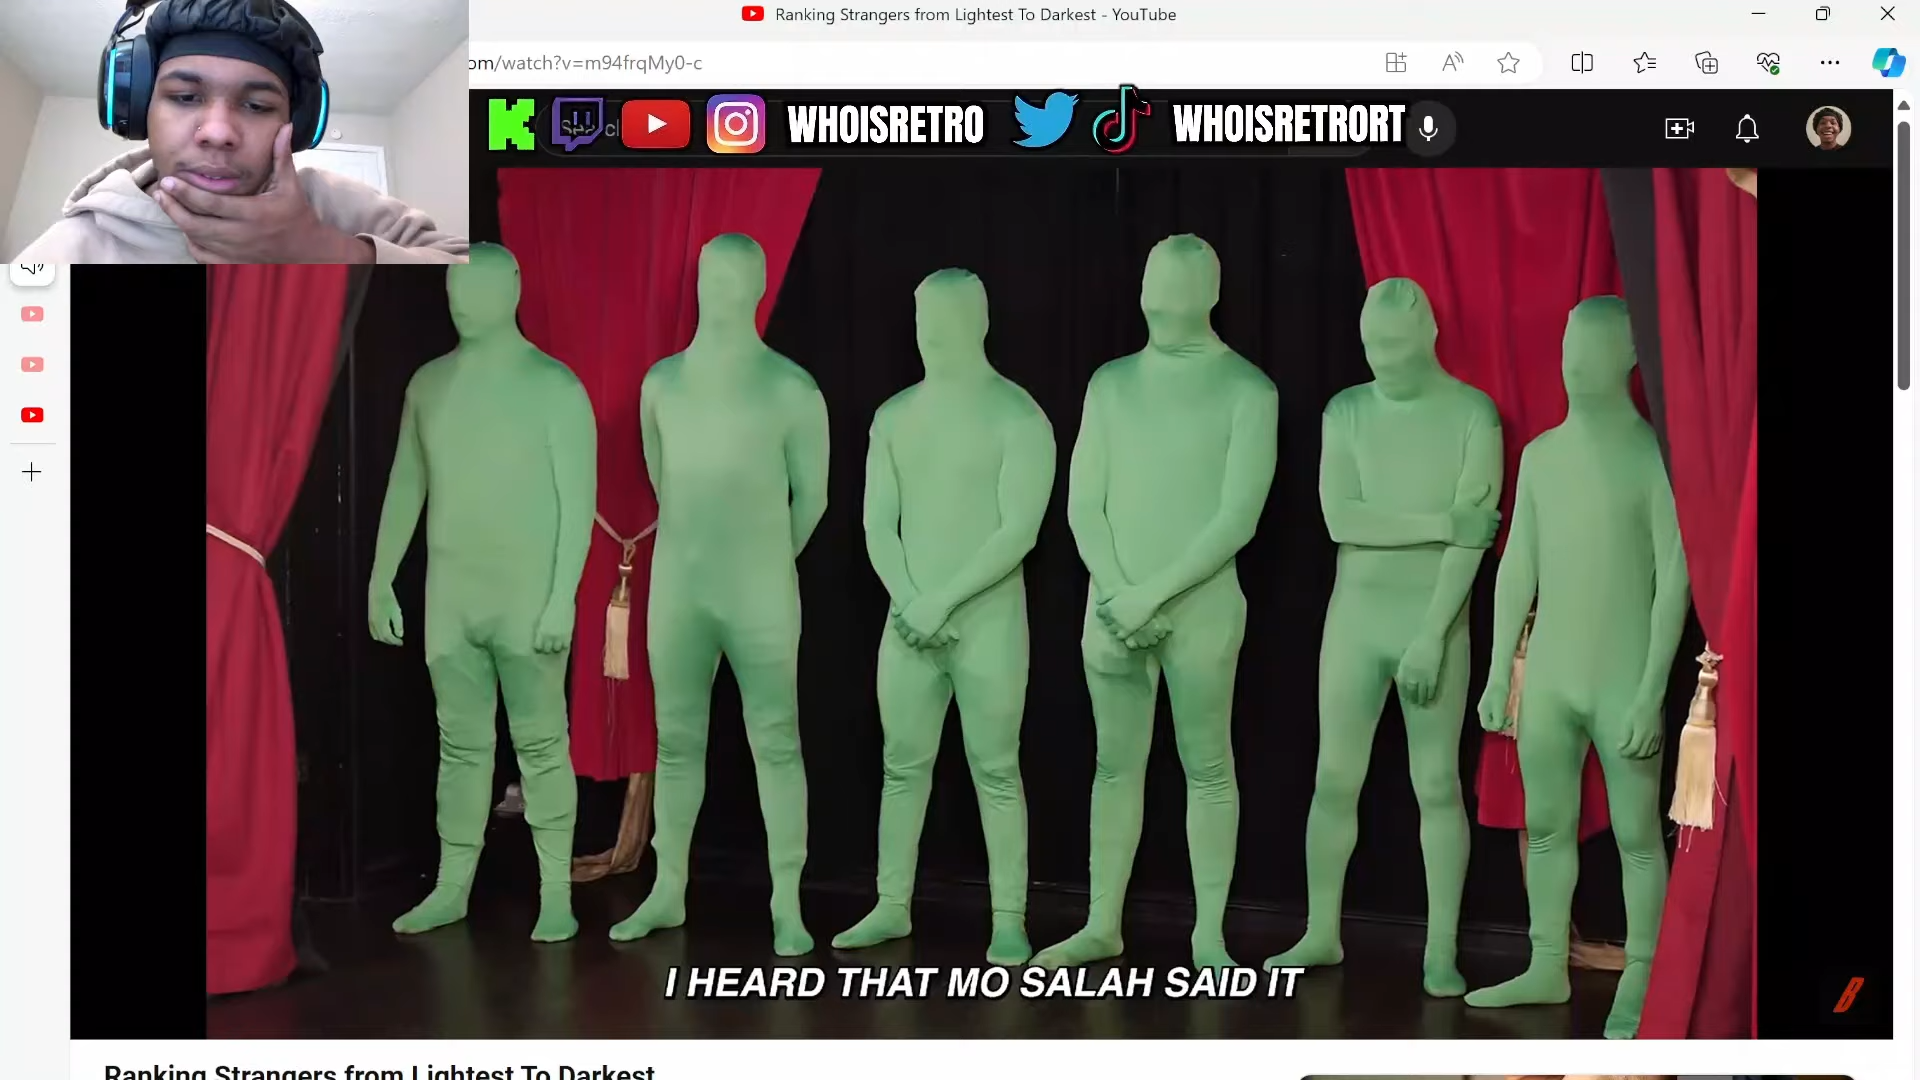 Ranking Strangers from Lightest To Darkest - YouTube
om/watch?v=m94frqMy0-c
WHOISRETRO
WHOISRETRORT
I HEARD THAT MO SALAH SAID IT
B
Ranking Strangers from Lightest To Darkest